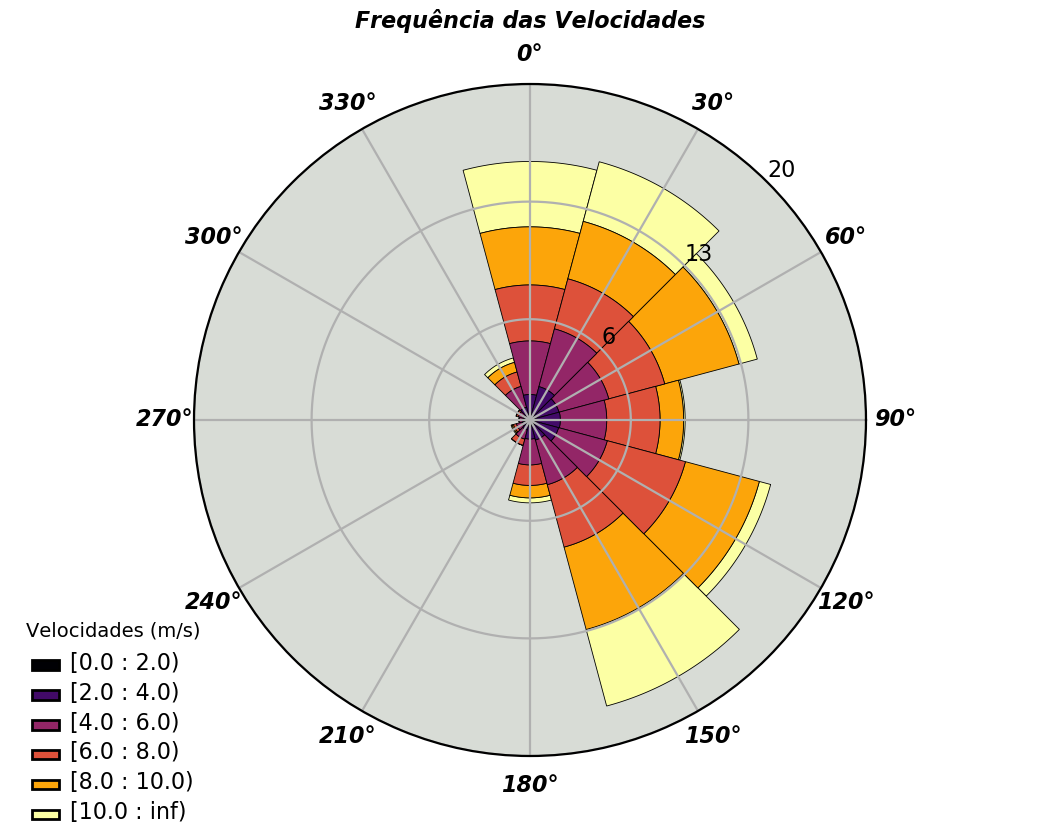 Frequência das Velocidades
0°
330°
30°
20
300°
60°
13
6
270°
90°
240°
120°
210°
150°
180°
Velocidades (m/s)
[0.0 : 2.0)
[2.0 : 4.0)
[4.0 : 6.0)
[6.0 : 8.0)
[8.0 : 10.0)
[10.0 : inf)